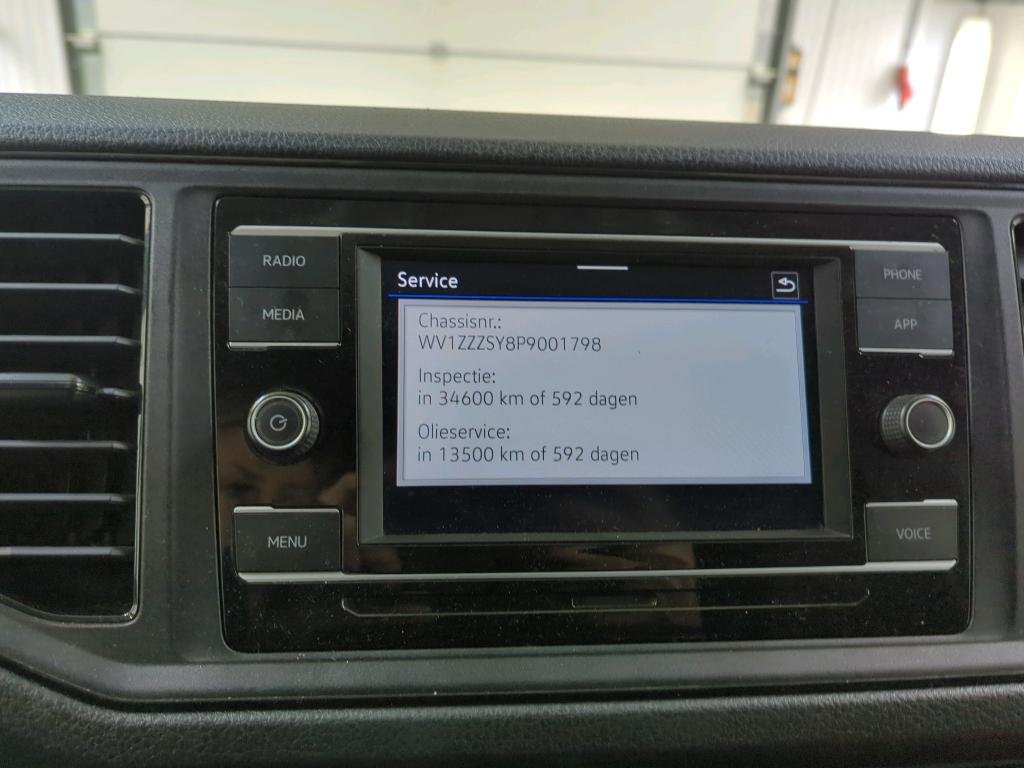 RADIO
MEDIA
MENU
Service
Chassisnr.:
WV1ZZZSY8P9001798
Inspectie:
in 34600 km of 592 dagen
Olieservice:
in 13500 km of 592 dagen
PHONE
APP
VOICE